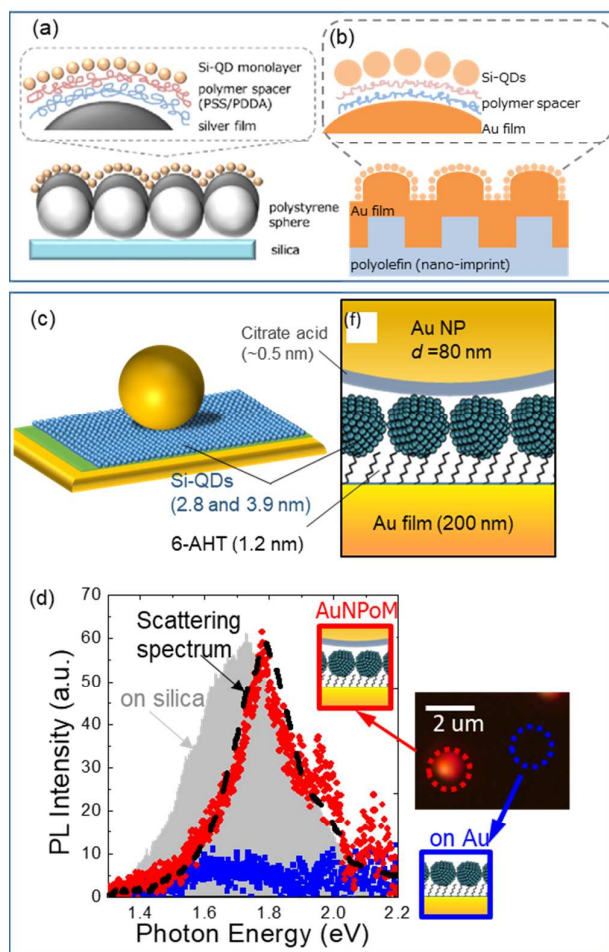 (a)
Si-QD monolayer
polymer spacer
(PSS/PDDA)
silver film
polystyrene
sphere
silica
(b)
Si-QDs
polymer spacer
Au film
Au film
polyolefin (nano-imprint)
(c)
Citrate acid
(~0.5 nm)
(f)
Au NP
d =80 nm
Si-QDs
(2.8 and 3.9 nm)
6-AHT (1.2 nm)
Au film (200 nm)
(d)
70
60
50
40
30
20
10
0
PL Intensity (a.u.)
Scattering
spectrum
on silica
1.4 1.6 1.8 2.0 2.2
Photon Energy (eV)
AuNPoM
2 um
on Au